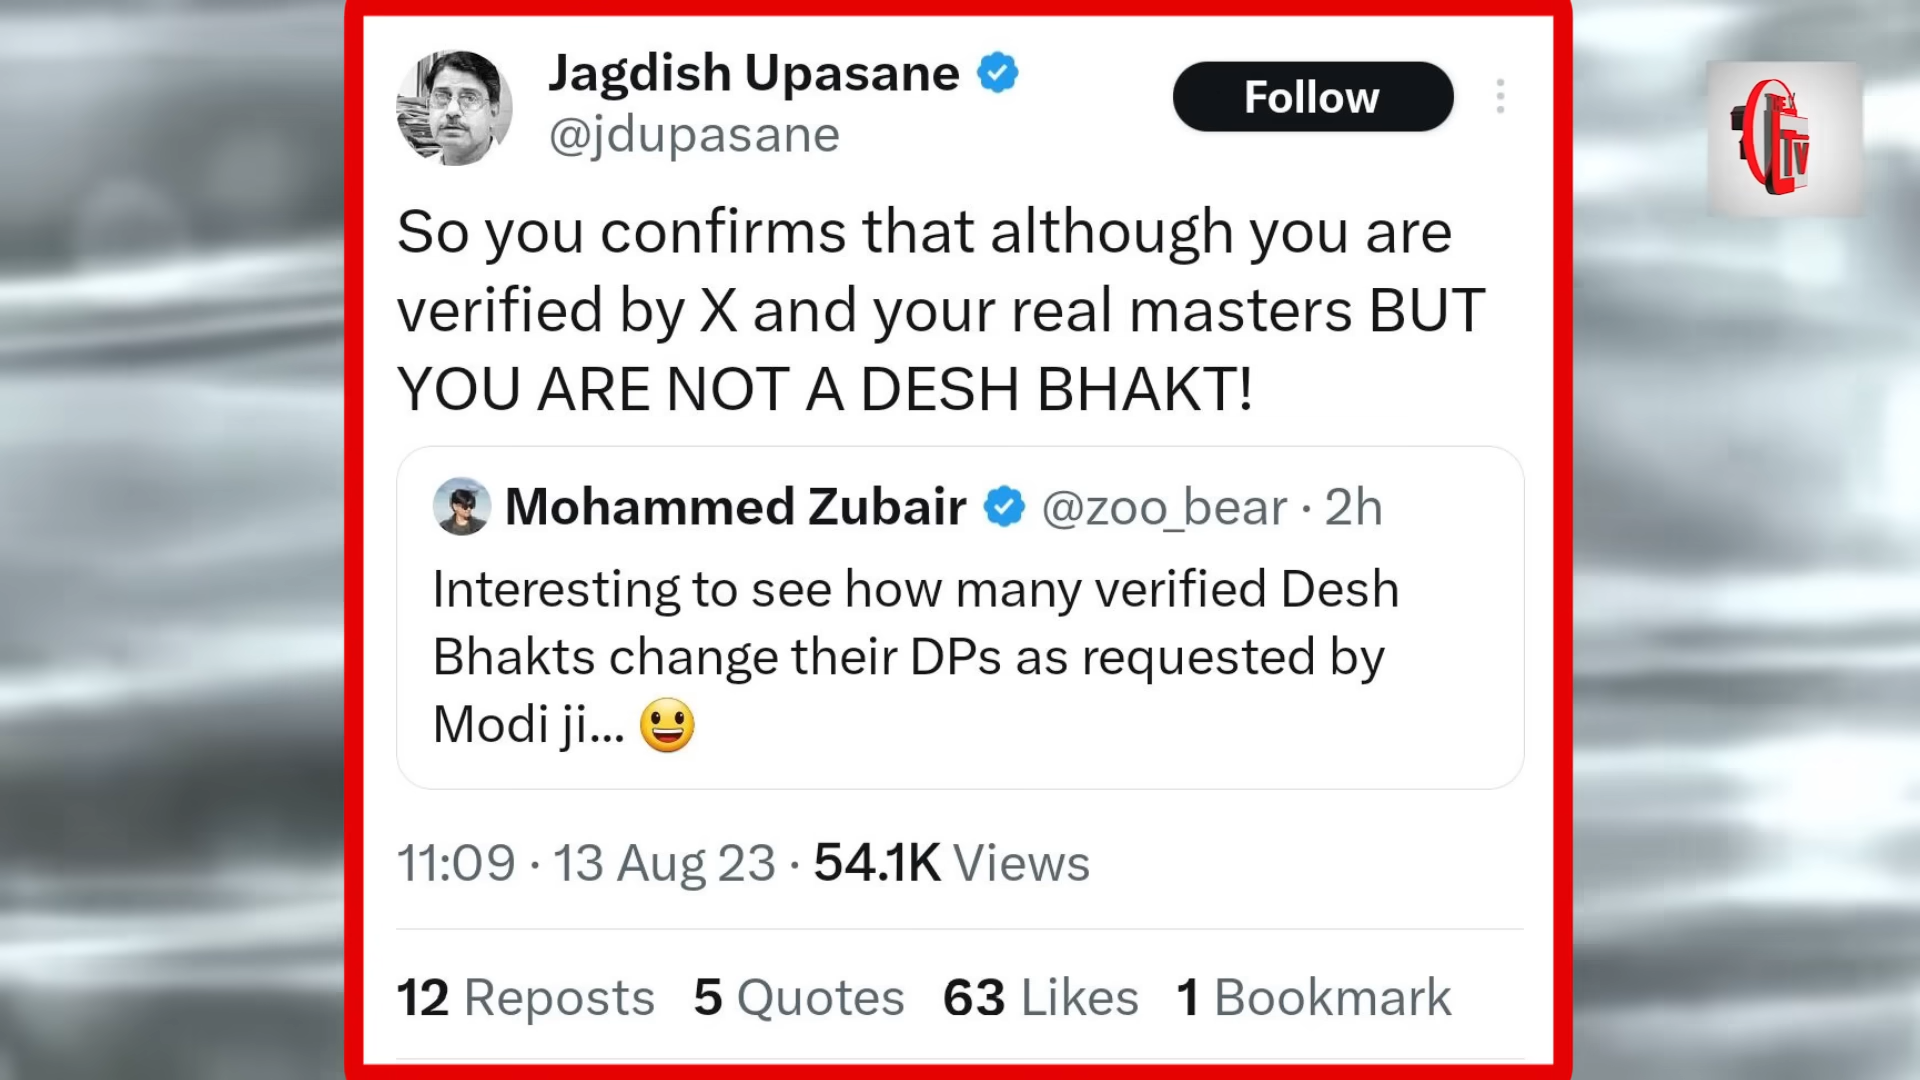 Jagdish Upasane
@jdupasane
Follow
So you confirms that although you are
verified by X and your real masters BUT
YOU ARE NOT A DESH BHAKT!
Mohammed Zubair @zoo_bear · 2h
Interesting to see how many verified Desh
Bhakts change their DPs as requested by
Modi ji... 😃
11:09 · 13 Aug 23 · 54.1K Views
12 Reposts 5 Quotes 63 Likes 1 Bookmark
TV